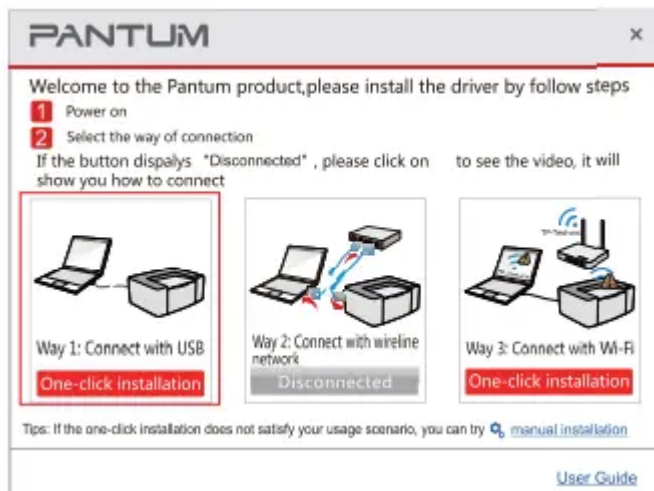 PANTUM
×
Welcome to the Pantum product,please install the driver by follow steps
1 Power on
2 Select the way of connection
If the button dispalys "Disconnected" , please click on to see the video, it will
show you how to connect
Way 1: Connect with USB
One-click installation
Way 2: Connect with wireline
network
Disconnected
Way 3: Connect with Wi-Fi
One-click installation
Tips: If the one-click installation does not satisfy your usage scenario, you can try manual installation
User Guide